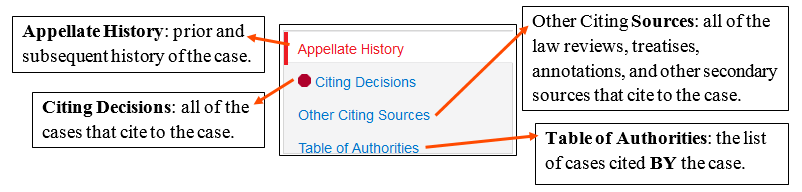 Appellate History: prior and
subsequent history of the case.
Citing Decisions: all of the
cases that cite to the case.
Appellate History
Citing Decisions
Other Citing Sources
Table of Authorities
Other Citing Sources: all of the
law reviews, treatises,
annotations, and other secondary
sources that cite to the case.
Table of Authorities: the list
of cases cited BY the case.